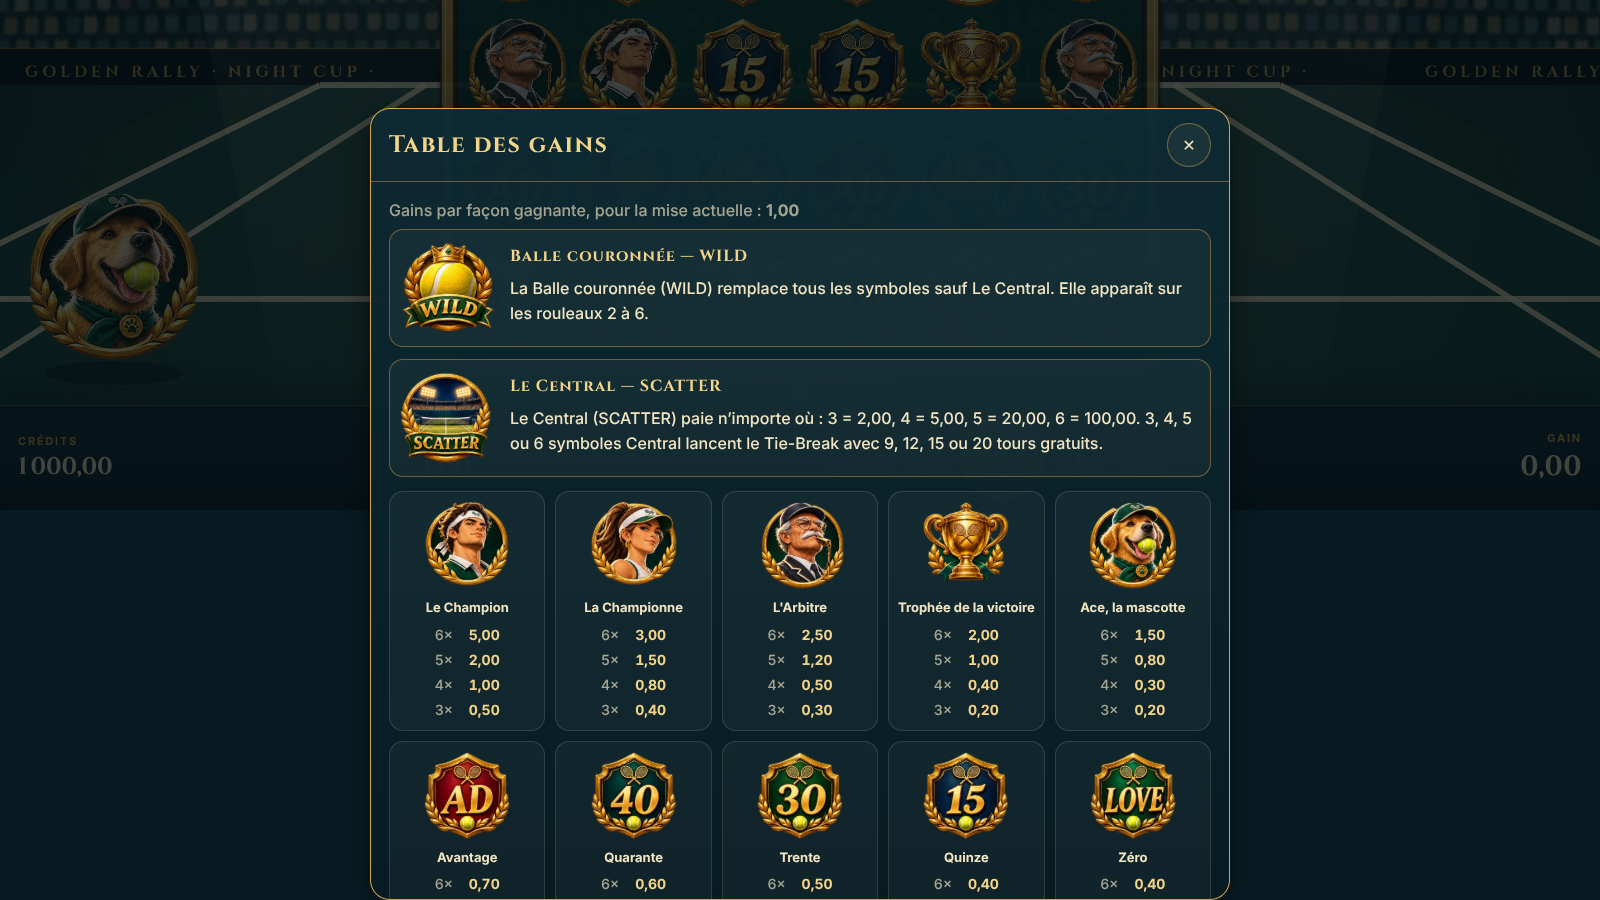 15
15
GOLDEN RALLY · NIGHT CUP ·
NIGHT CUP ·
GOLDEN RALLY
TABLE DES GAINS
×
Gains par façon gagnante, pour la mise actuelle : 1,00
WILD
BALLE COURONNÉE — WILD
La Balle couronnée (WILD) remplace tous les symboles sauf Le Central. Elle apparaît sur
les rouleaux 2 à 6.
SCATTER
LE CENTRAL — SCATTER
Le Central (SCATTER) paie n’importe où : 3 = 2,00, 4 = 5,00, 5 = 20,00, 6 = 100,00. 3, 4, 5
ou 6 symboles Central lancent le Tie-Break avec 9, 12, 15 ou 20 tours gratuits.
CRÉDITS
1 000,00
GAIN
0,00
Le Champion
6× 5,00
5× 2,00
4× 1,00
3× 0,50
La Championne
6× 3,00
5× 1,50
4× 0,80
3× 0,40
L'Arbitre
6× 2,50
5× 1,20
4× 0,50
3× 0,30
Trophée de la victoire
6× 2,00
5× 1,00
4× 0,40
3× 0,20
Ace, la mascotte
6× 1,50
5× 0,80
4× 0,30
3× 0,20
AD
Avantage
6× 0,70
40
Quarante
6× 0,60
30
Trente
6× 0,50
15
Quinze
6× 0,40
LOVE
Zéro
6× 0,40